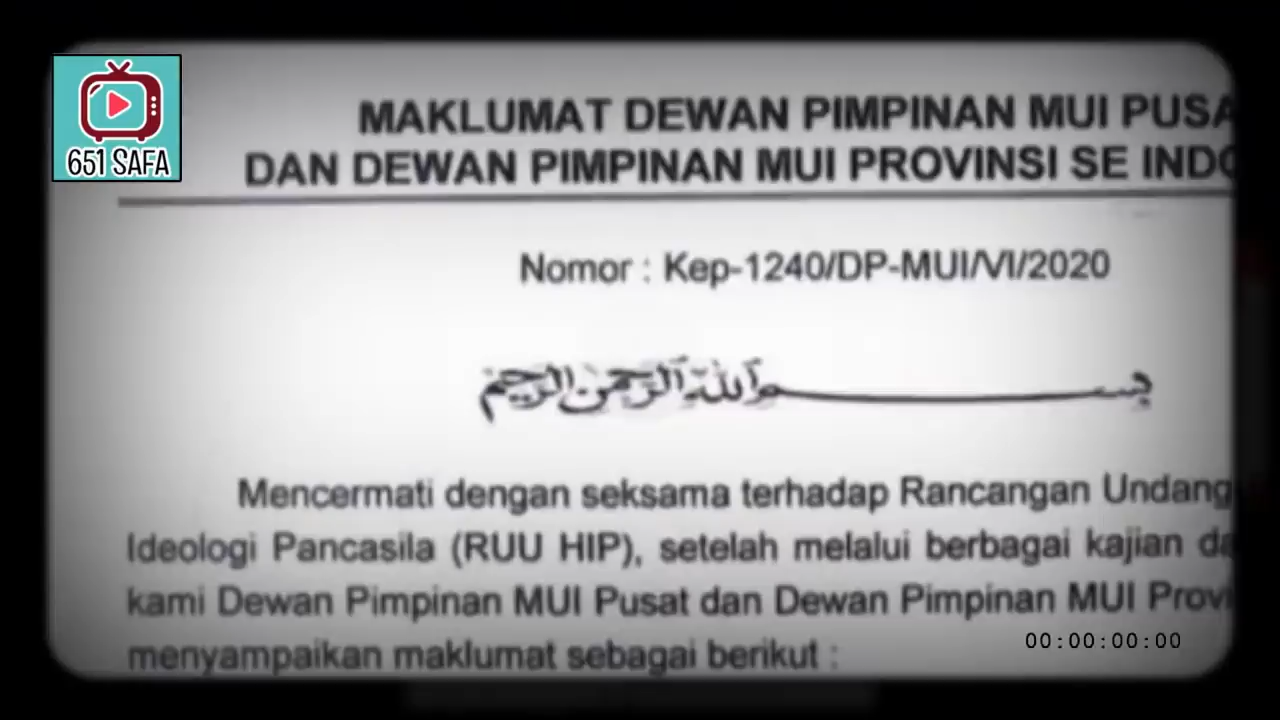 651 SAFA
MAKLUMAT DEWAN PIMPINAN MUI PUSA
DAN DEWAN PIMPINAN MUI PROVINSI SE INDO
Nomor : Kep-1240/DP-MUI/VI/2020
بسم الله الرحمن الرحيم
Mencermati dengan seksama terhadap Rancangan Undang
Ideologi Pancasila (RUU HIP), setelah melalui berbagai kajian da
kami Dewan Pimpinan MUI Pusat dan Dewan Pimpinan MUI Provi
menyampaikan maklumat sebagai berikut :
00:00:00:00